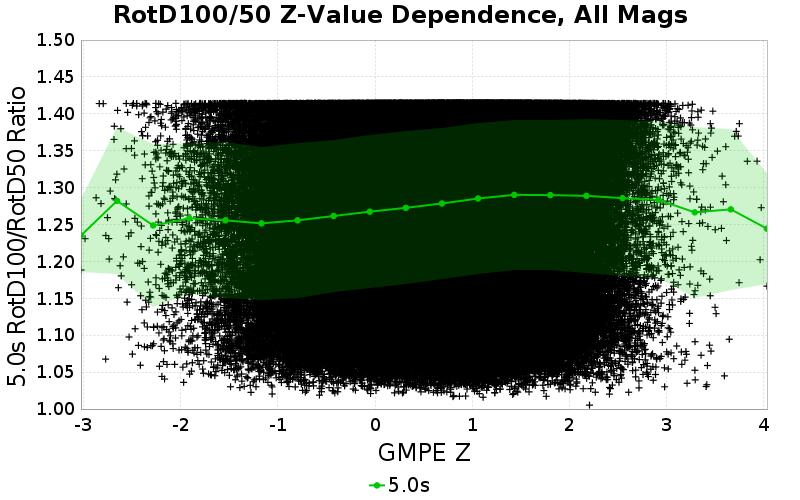 RotD100/50 Z-Value Dependence, All Mags
5.0s RotD100/RotD50 Ratio
1.50
1.45
1.40
1.35
1.30
1.25
1.20
1.15
1.10
1.05
1.00
-3 -2 -1 0 1 2 3 4
GMPE Z
5.0s